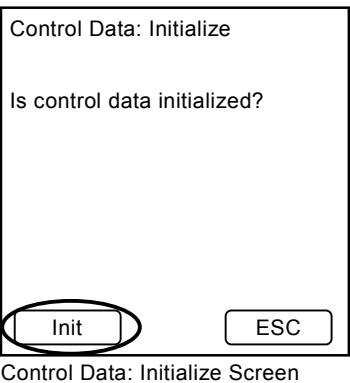 Control Data: Initialize
Is control data initialized?
Init
ESC
Control Data: Initialize Screen